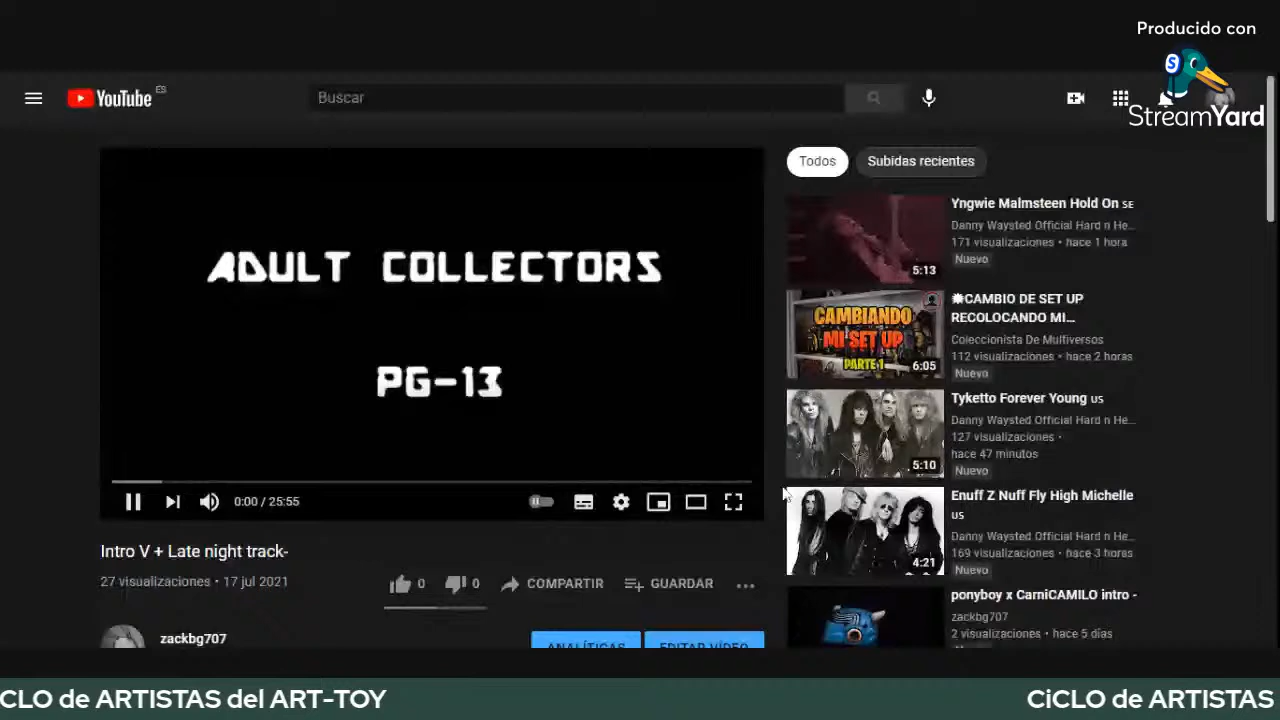 Producido con
StreamYard
YouTube ES
Buscar
ADULT COLLECTORS
PG-13
0:00 / 25:55
Intro V + Late night track-
27 visualizaciones • 17 jul 2021
0
0
COMPARTIR
GUARDAR
zackbg707
ANALÍTICAS
EDITAR VÍDEO
Todos
Subidas recientes
5:13
Yngwie Malmsteen Hold On SE
Danny Waysted Official Hard n He...
171 visualizaciones • hace 1 hora
Nuevo
CAMBIANDO
MI SET UP
PARTE 1
6:05
✹CAMBIO DE SET UP
RECOLOCANDO MI...
Coleccionista De Multiversos
112 visualizaciones • hace 2 horas
Nuevo
5:10
Tyketto Forever Young US
Danny Waysted Official Hard n He...
127 visualizaciones •
hace 47 minutos
Nuevo
4:21
Enuff Z Nuff Fly High Michelle
US
Danny Waysted Official Hard n He...
169 visualizaciones • hace 3 horas
Nuevo
ponyboy x CarniCAMILO intro -
zackbg707
2 visualizaciones • hace 5 días
CLO de ARTISTAS del ART-TOY
CiCLO de ARTISTAS